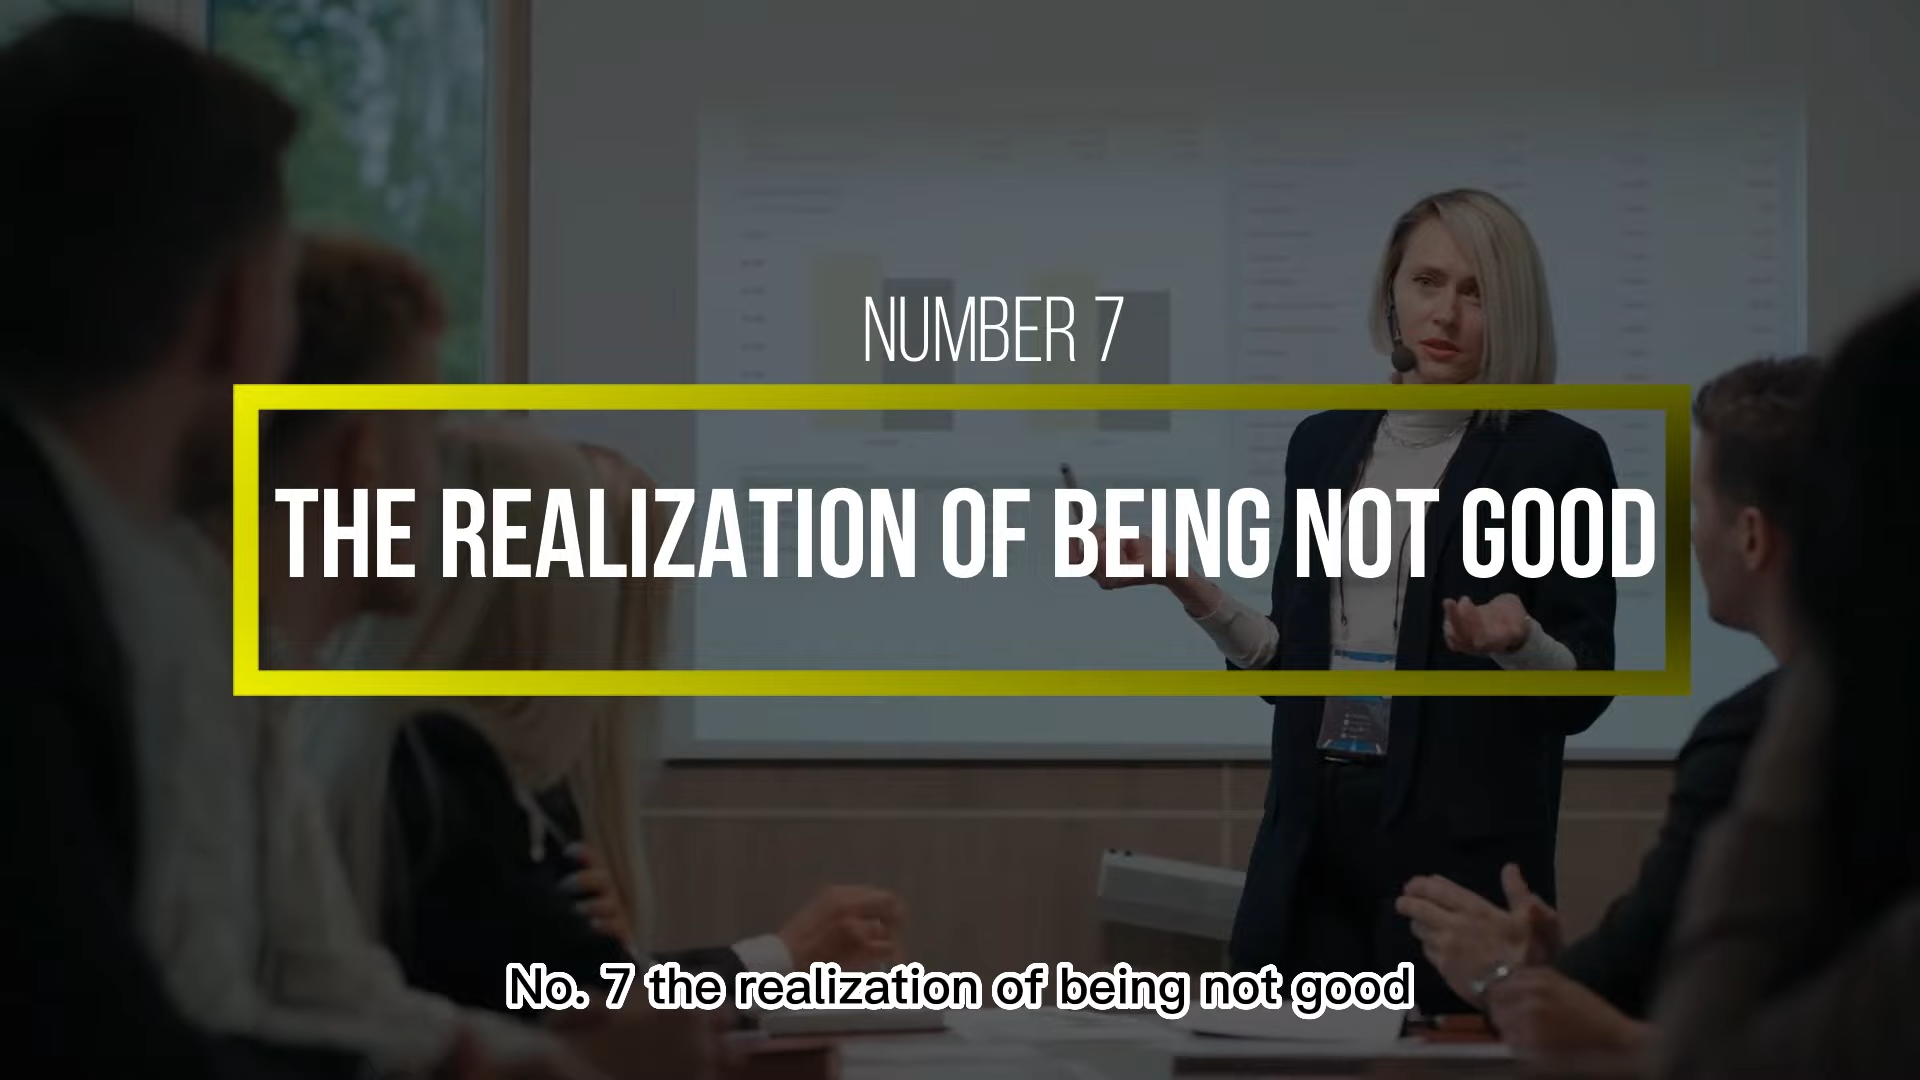 NUMBER 7
THE REALIZATION OF BEING NOT GOOD
No. 7 the realization of being not good